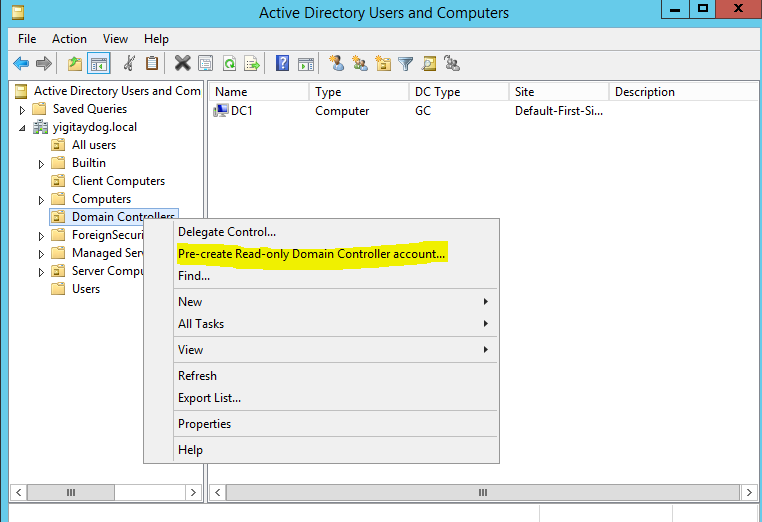 Active Directory Users and Computers
File Action View Help
Active Directory Users and Com
Saved Queries
yigitaydog.local
All users
Builtin
Client Computers
Computers
Domain Controllers
ForeignSecuri
Managed Serv
Server Compu
Users
Name Type DC Type Site Description
DC1 Computer GC Default-First-Si...
Delegate Control...
Pre-create Read-only Domain Controller account...
Find...
New
All Tasks
View
Refresh
Export List...
Properties
Help